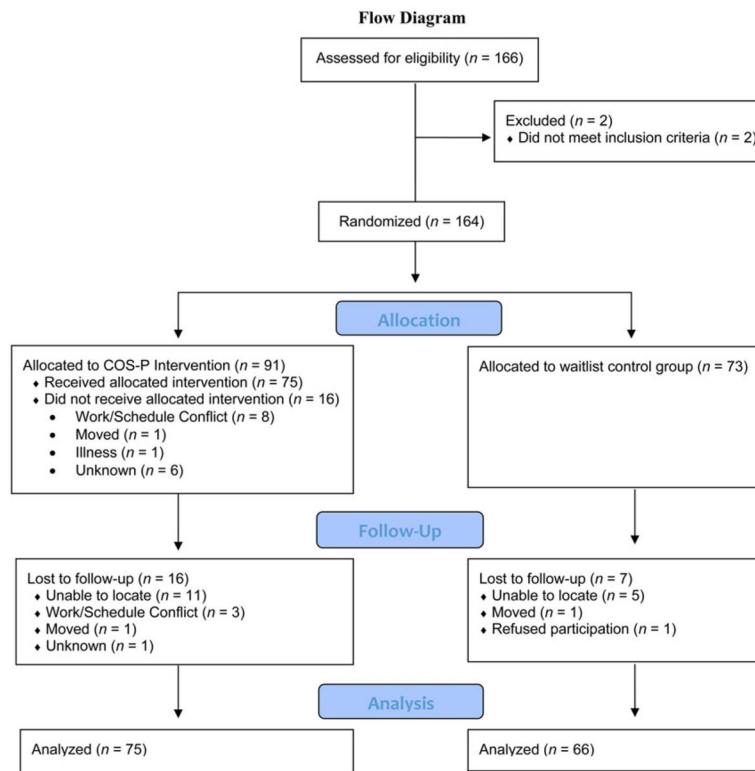 Flow Diagram
Assessed for eligibility (n = 166)
Excluded (n = 2)
♦ Did not meet inclusion criteria (n = 2)
Randomized (n = 164)
Allocation
Allocated to COS-P Intervention (n = 91)
♦ Received allocated intervention (n = 75)
♦ Did not receive allocated intervention (n = 16)
• Work/Schedule Conflict (n = 8)
• Moved (n = 1)
• Illness (n = 1)
• Unknown (n = 6)
Allocated to waitlist control group (n = 73)
Follow-Up
Lost to follow-up (n = 16)
♦ Unable to locate (n = 11)
♦ Work/Schedule Conflict (n = 3)
♦ Moved (n = 1)
♦ Unknown (n = 1)
Lost to follow-up (n = 7)
♦ Unable to locate (n = 5)
♦ Moved (n = 1)
♦ Refused participation (n = 1)
Analysis
Analyzed (n = 75)
Analyzed (n = 66)